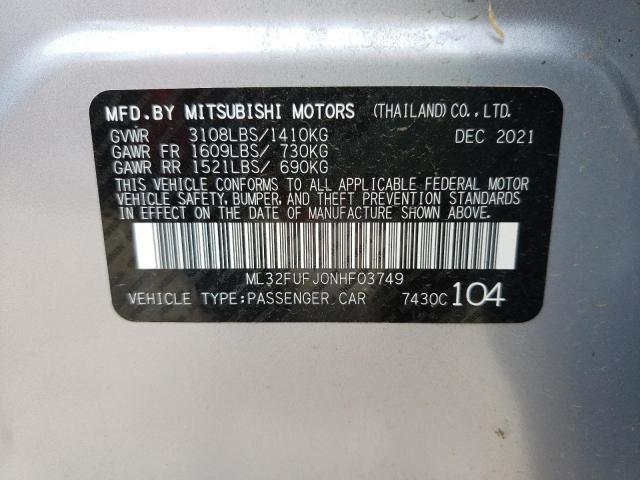 MFD.BY MITSUBISHI MOTORS (THAILAND)CO.,LTD.
GVWR 3108LBS/1410KG DEC 2021
GAWR FR 1609LBS/ 730KG
GAWR RR 1521LBS/ 690KG
THIS VEHICLE CONFORMS TO ALL APPLICABLE FEDERAL MOTOR
VEHICLE SAFETY, BUMPER, AND THEFT PREVENTION STANDARDS
IN EFFECT ON THE DATE OF MANUFACTURE SHOWN ABOVE.
ML32FUFJ0NHF03749
VEHICLE TYPE:PASSENGER CAR 7430C 104